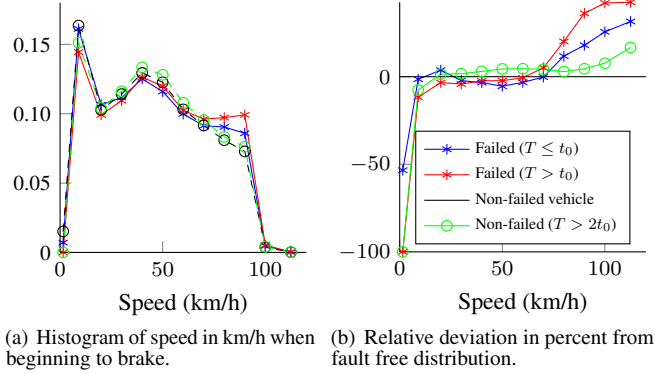 0.15
0.10
0.05
0
0
50
100
Speed (km/h)
(a) Histogram of speed in km/h when
beginning to brake.
0
−50
−100
0
50
100
Failed (T ≤ t₀)
Failed (T > t₀)
Non-failed vehicle
Non-failed (T > 2t₀)
Speed (km/h)
(b) Relative deviation in percent from
fault free distribution.